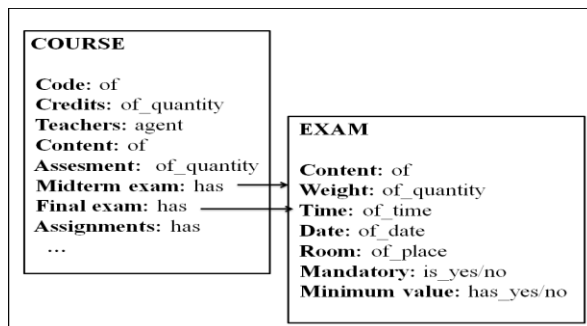 COURSE
Code: of
Credits: of_quantity
Teachers: agent
Content: of
Assesment: of_quantity
Midterm exam: has
Final exam: has
Assignments: has
...
EXAM
Content: of
Weight: of_quantity
Time: of_time
Date: of_date
Room: of_place
Mandatory: is_yes/no
Minimum value: has_yes/no